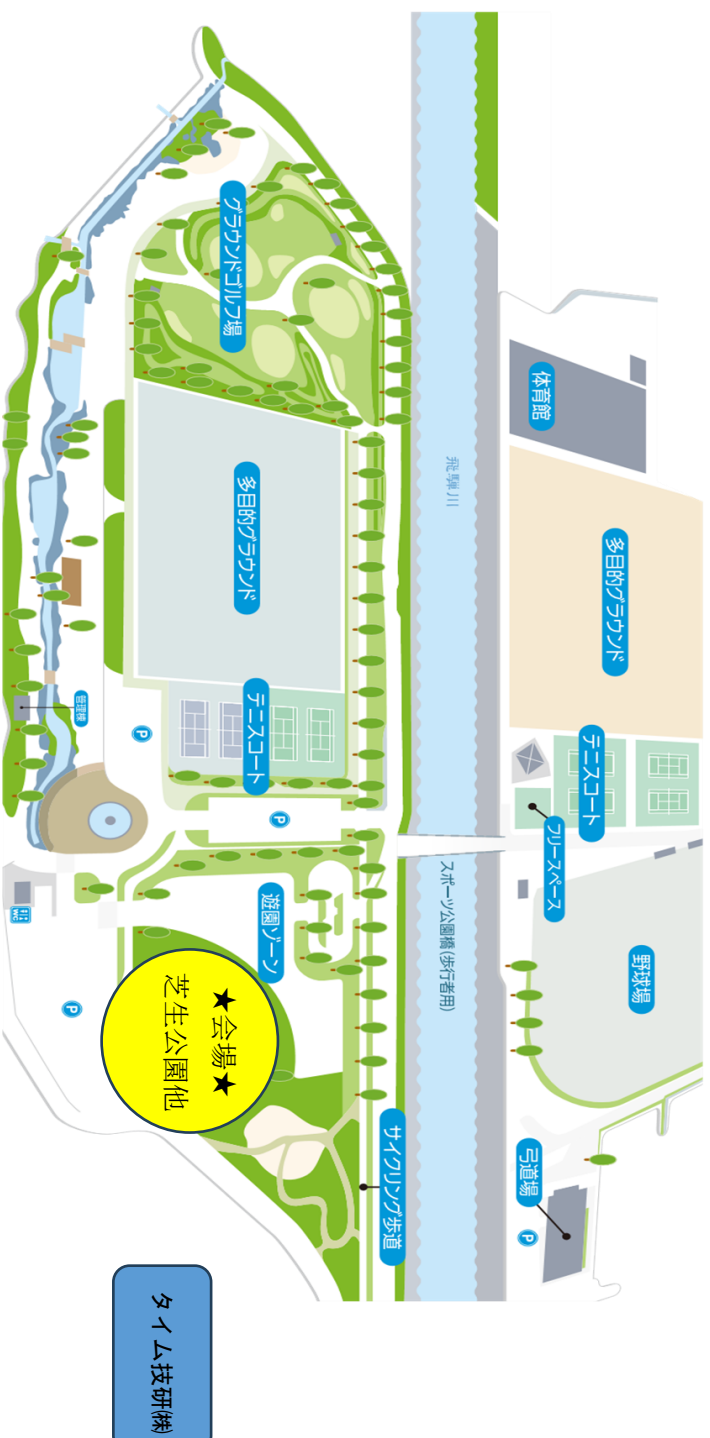 体育館
多目的グラウンド
テニスコート
フリースペース
野球場
弓道場
P
飛騨川
スポーツ公園橋(歩行者用)
グラウンドゴルフ場
多目的グラウンド
テニスコート
P
P
管理棟
遊園ゾーン
サイクリング歩道
WC
P
★会場★
芝生公園他
タイム技研㈱